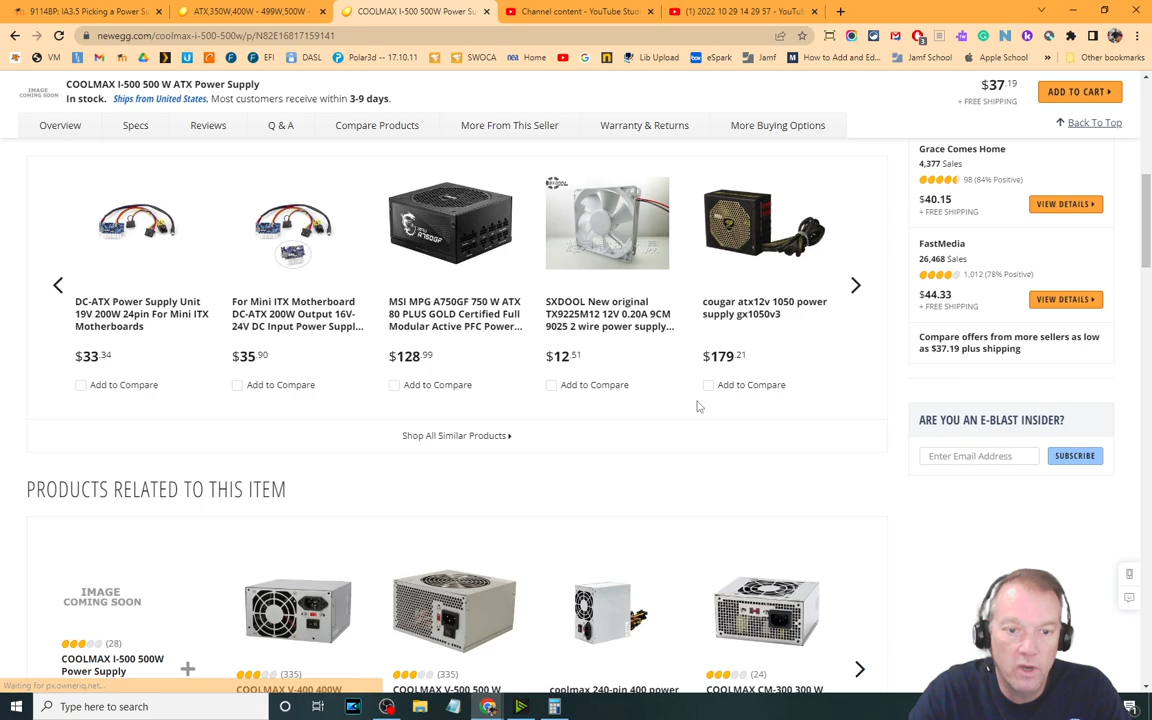 9114BP: IA3.5 Picking a Power Su
ATX,350W,400W - 499W,500W -
COOLMAX I-500 500W Power Su
Channel content - YouTube Studi
(1) 2022 10 29 14 29 57 - YouTub
newegg.com/coolmax-i-500-500w/p/N82E16817159141
VM
EFI
DASL
Polar3d -- 17.10.11
SWOCA
nea Home
Lib Upload
eSpark
Jamf
How to Add and Ed...
Jamf School
Apple School
Other bookmarks
IMAGE
COMING SOON
COOLMAX I-500 500 W ATX Power Supply
In stock. Ships from United States. Most customers receive within 3-9 days.
$37.19
+ FREE SHIPPING
ADD TO CART
Overview
Specs
Reviews
Q & A
Compare Products
More From This Seller
Warranty & Returns
More Buying Options
Back To Top
DC-ATX Power Supply Unit
19V 200W 24pin For Mini ITX
Motherboards
$33.34
Add to Compare
For Mini ITX Motherboard
DC-ATX 200W Output 16V-
24V DC Input Power Suppl...
$35.90
Add to Compare
MSI MPG A750GF 750 W ATX
80 PLUS GOLD Certified Full
Modular Active PFC Power...
$128.99
Add to Compare
SXDOOL New original
TX9225M12 12V 0.20A 9CM
9025 2 wire power supply...
$12.51
Add to Compare
cougar atx12v 1050 power
supply gx1050v3
$179.21
Add to Compare
Shop All Similar Products
Grace Comes Home
4,377 Sales
98 (84% Positive)
$40.15
+ FREE SHIPPING
VIEW DETAILS
FastMedia
26,468 Sales
1,012 (78% Positive)
$44.33
+ FREE SHIPPING
VIEW DETAILS
Compare offers from more sellers as low
as $37.19 plus shipping
ARE YOU AN E-BLAST INSIDER?
Enter Email Address
SUBSCRIBE
PRODUCTS RELATED TO THIS ITEM
IMAGE
COMING SOON
(28)
COOLMAX I-500 500W
Power Supply
(335)
COOLMAX V-400 400W
(335)
COOLMAX V-500 500 W
coolmax 240-pin 400 power
(24)
COOLMAX CM-300 300 W
Waiting for px.owneriq.net...
Type here to search